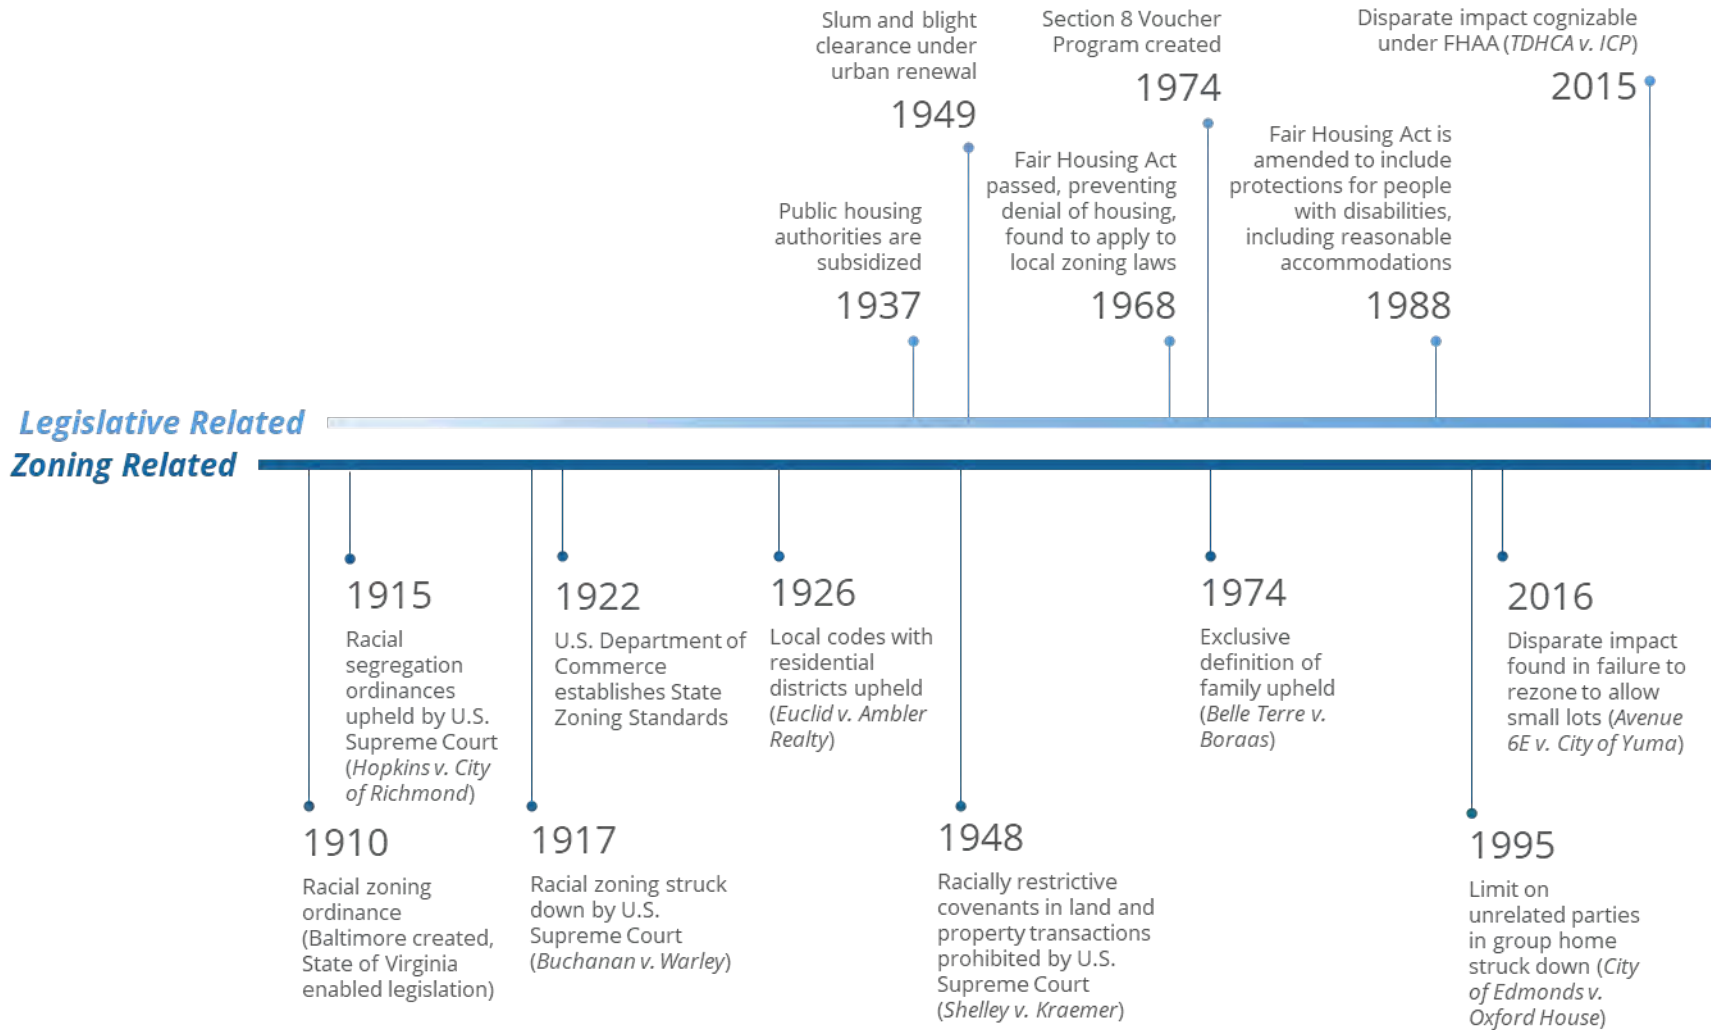 Slum and blight
clearance under
urban renewal
1949
Section 8 Voucher
Program created
1974
Disparate impact cognizable
under FHAA (TDHCA v. ICP)
2015
Public housing
authorities are
subsidized
1937
Fair Housing Act
passed, preventing
denial of housing,
found to apply to
local zoning laws
1968
Fair Housing Act is
amended to include
protections for people
with disabilities,
including reasonable
accommodations
1988
Legislative Related
Zoning Related
1915
Racial
segregation
ordinances
upheld by U.S.
Supreme Court
(Hopkins v. City
of Richmond)
1922
U.S. Department of
Commerce
establishes State
Zoning Standards
1926
Local codes with
residential
districts upheld
(Euclid v. Ambler
Realty)
1974
Exclusive
definition of
family upheld
(Belle Terre v.
Boraas)
2016
Disparate impact
found in failure to
rezone to allow
small lots (Avenue
6E v. City of Yuma)
1910
Racial zoning
ordinance
(Baltimore created,
State of Virginia
enabled legislation)
1917
Racial zoning struck
down by U.S.
Supreme Court
(Buchanan v. Warley)
1948
Racially restrictive
covenants in land and
property transactions
prohibited by U.S.
Supreme Court
(Shelley v. Kraemer)
1995
Limit on
unrelated parties
in group home
struck down (City
of Edmonds v.
Oxford House)